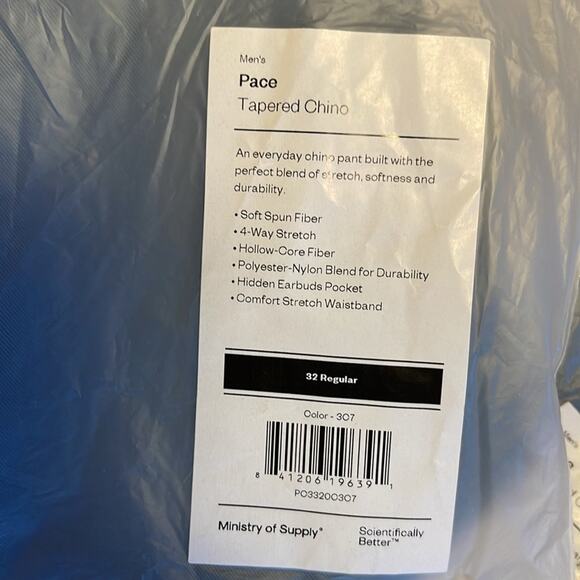 Men's
Pace
Tapered Chino
An everyday chino pant built with the
perfect blend of stretch, softness and
durability.
• Soft Spun Fiber
• 4-Way Stretch
• Hollow-Core Fiber
• Polyester-Nylon Blend for Durability
• Hidden Earbuds Pocket
• Comfort Stretch Waistband
32 Regular
Color - 307
8 41206 19639 1
P03320C307
Ministry of Supply® Scientifically
Better™